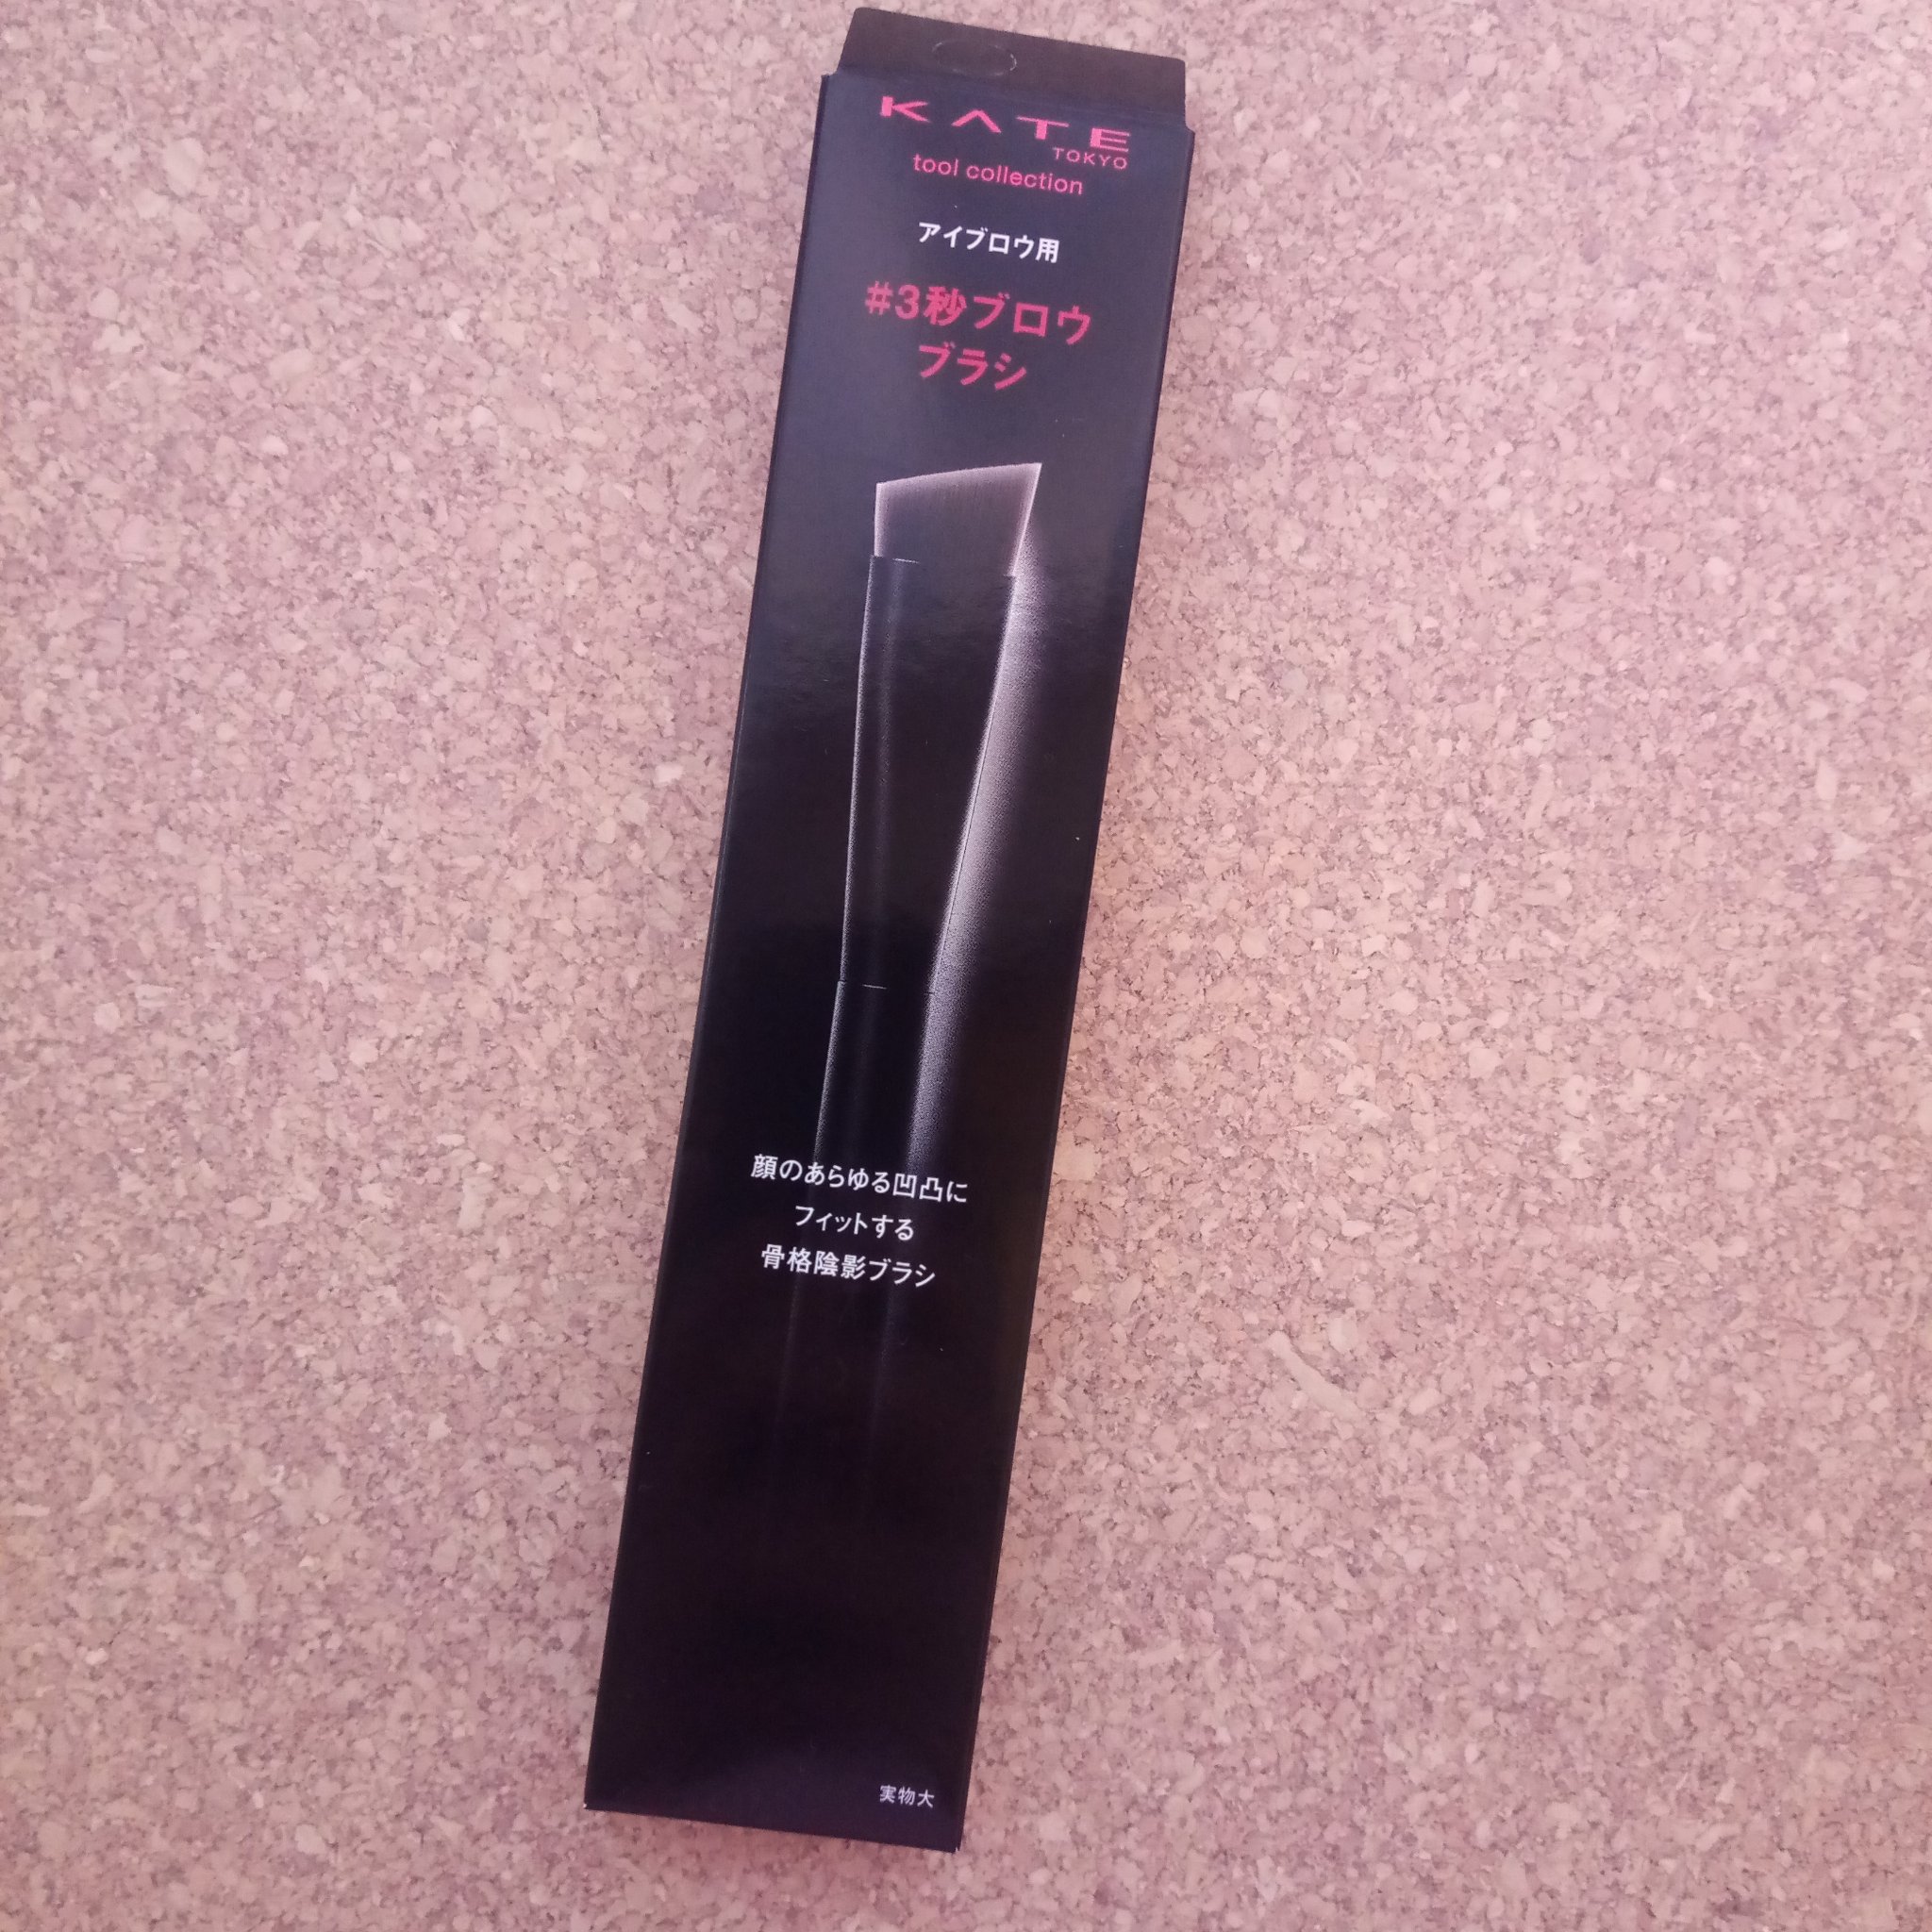 KATE
TOKYO
tool collection
アイブロウ用
#3秒ブロウ
ブラシ
顔のあらゆる凹凸に
フィットする
骨格陰影ブラシ
実物大